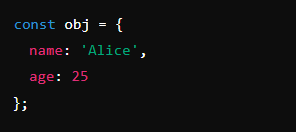 const obj = {
  name: 'Alice',
  age: 25
};